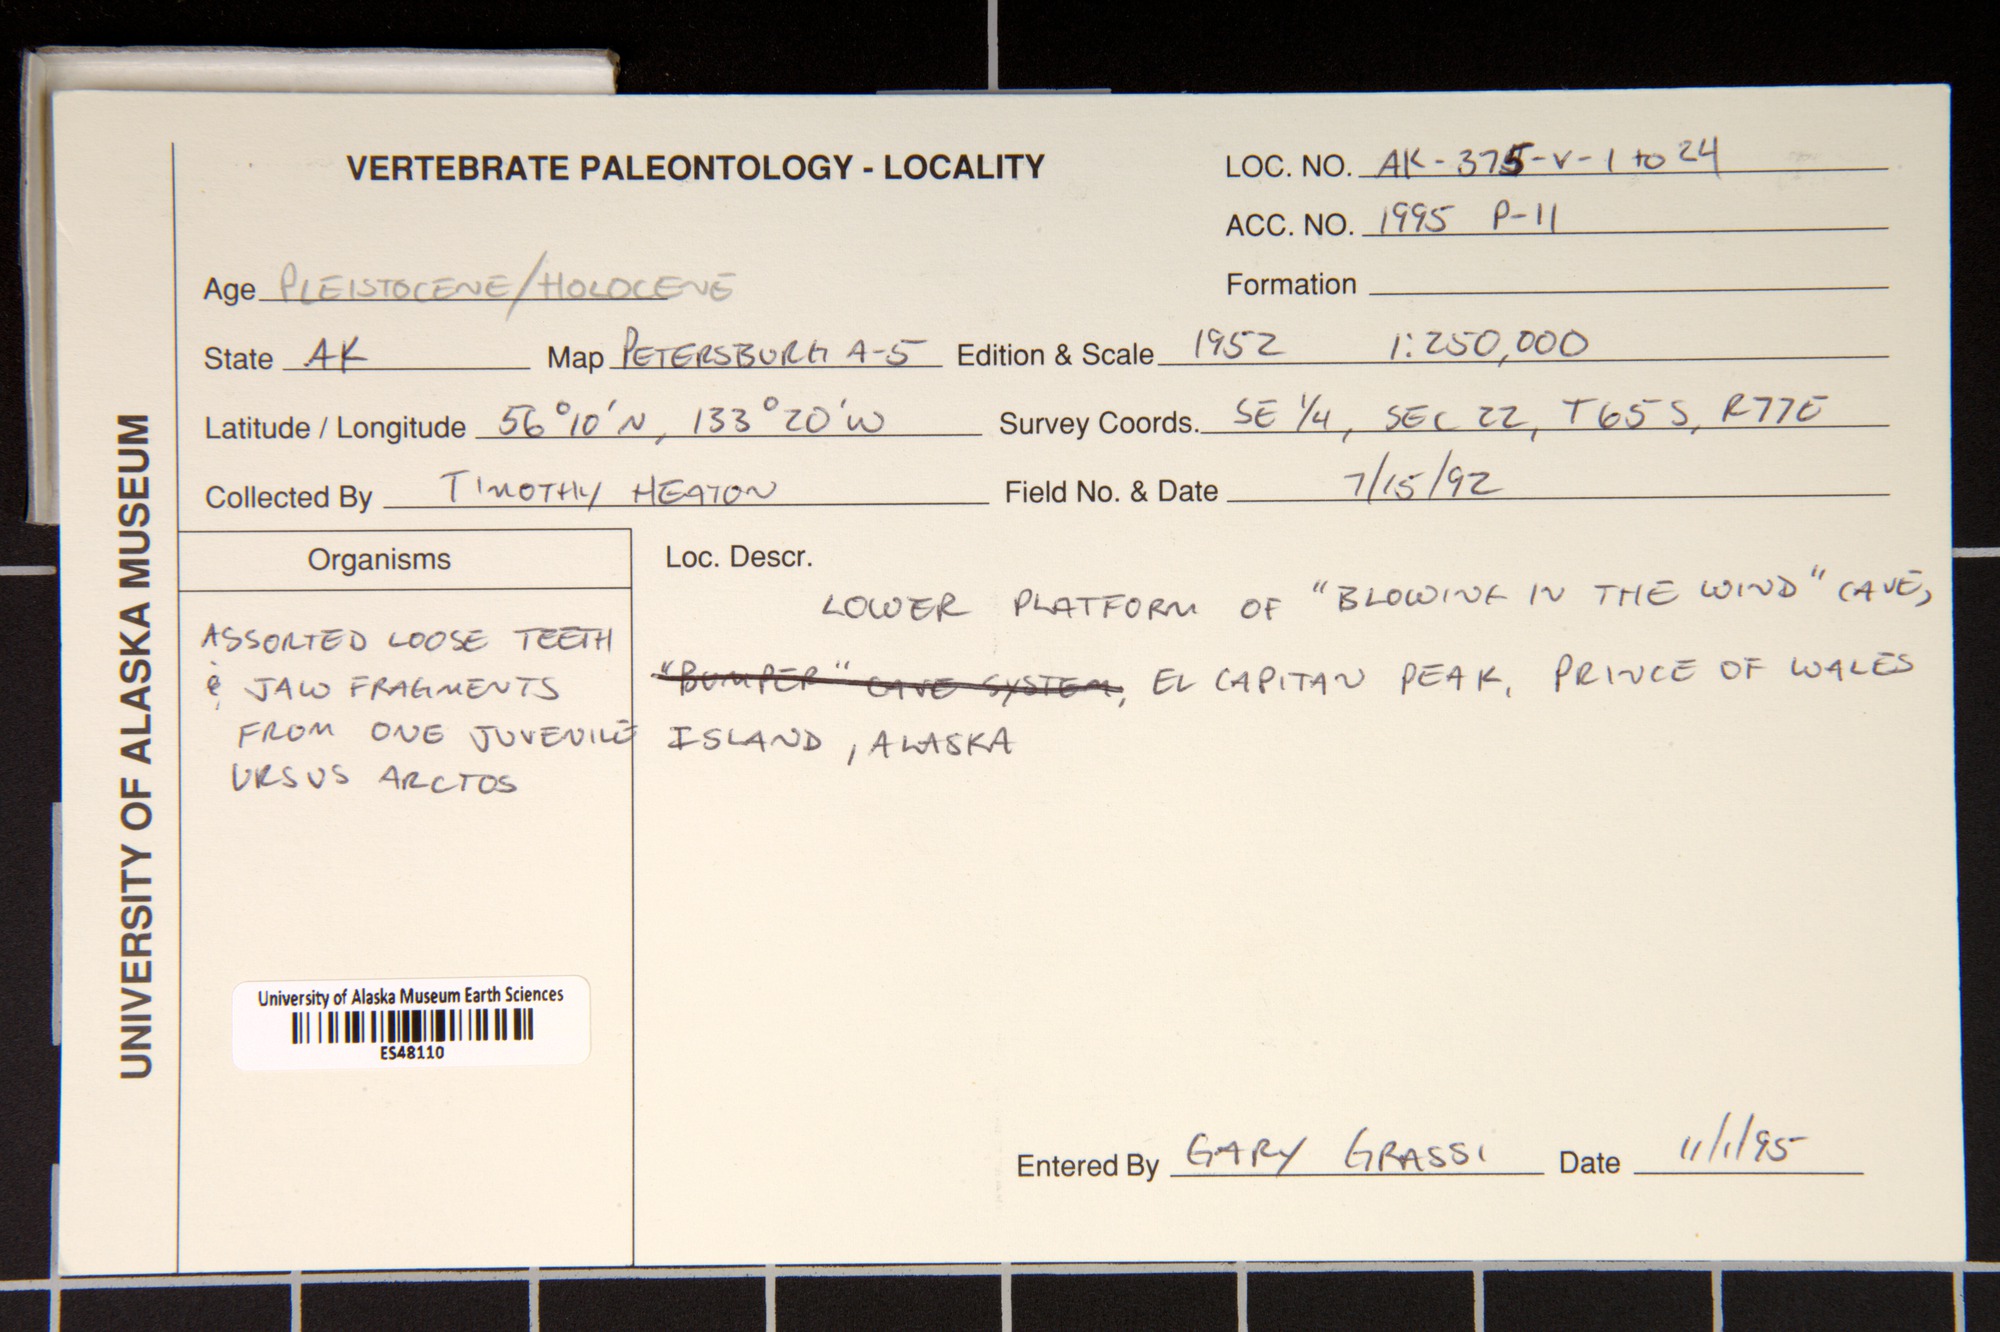 VERTEBRATE PALEONTOLOGY - LOCALITY
LOC. NO. AK-375-V-1 to 24
ACC. NO. 1995 P-11
Age PLEISTOCENE/HOLOCENE
Formation
State AK Map PETERSBURG A-5 Edition & Scale 1952 1:250,000
Latitude / Longitude 56°10'N, 133°20'W Survey Coords. SE 1/4, SEC 22, T65S, R77E
Collected By TIMOTHY HEATON Field No. & Date 7/15/92
Organisms
ASSORTED LOOSE TEETH
& JAW FRAGMENTS
FROM ONE JUVENILE
URSUS ARCTOS
Loc. Descr.
LOWER PLATFORM OF "BLOWING IN THE WIND" CAVE,
"BUMPER" CAVE SYSTEM, EL CAPITAN PEAK, PRINCE OF WALES
ISLAND, ALASKA
University of Alaska Museum Earth Sciences
ES48110
Entered By GARY GRASSI Date 11/1/95
UNIVERSITY OF ALASKA MUSEUM